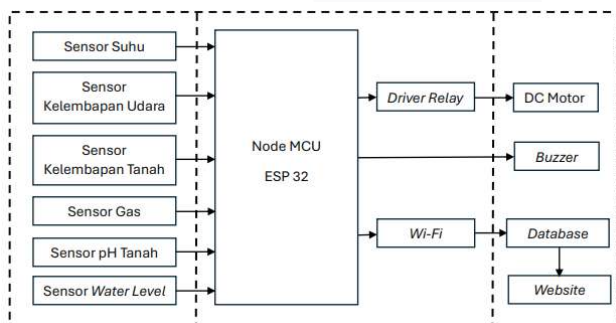 Sensor Suhu
Sensor
Kelembapan Udara
Sensor
Kelembapan Tanah
Sensor Gas
Sensor pH Tanah
Sensor Water Level
Node MCU
ESP 32
Driver Relay
DC Motor
Buzzer
Wi-Fi
Database
Website